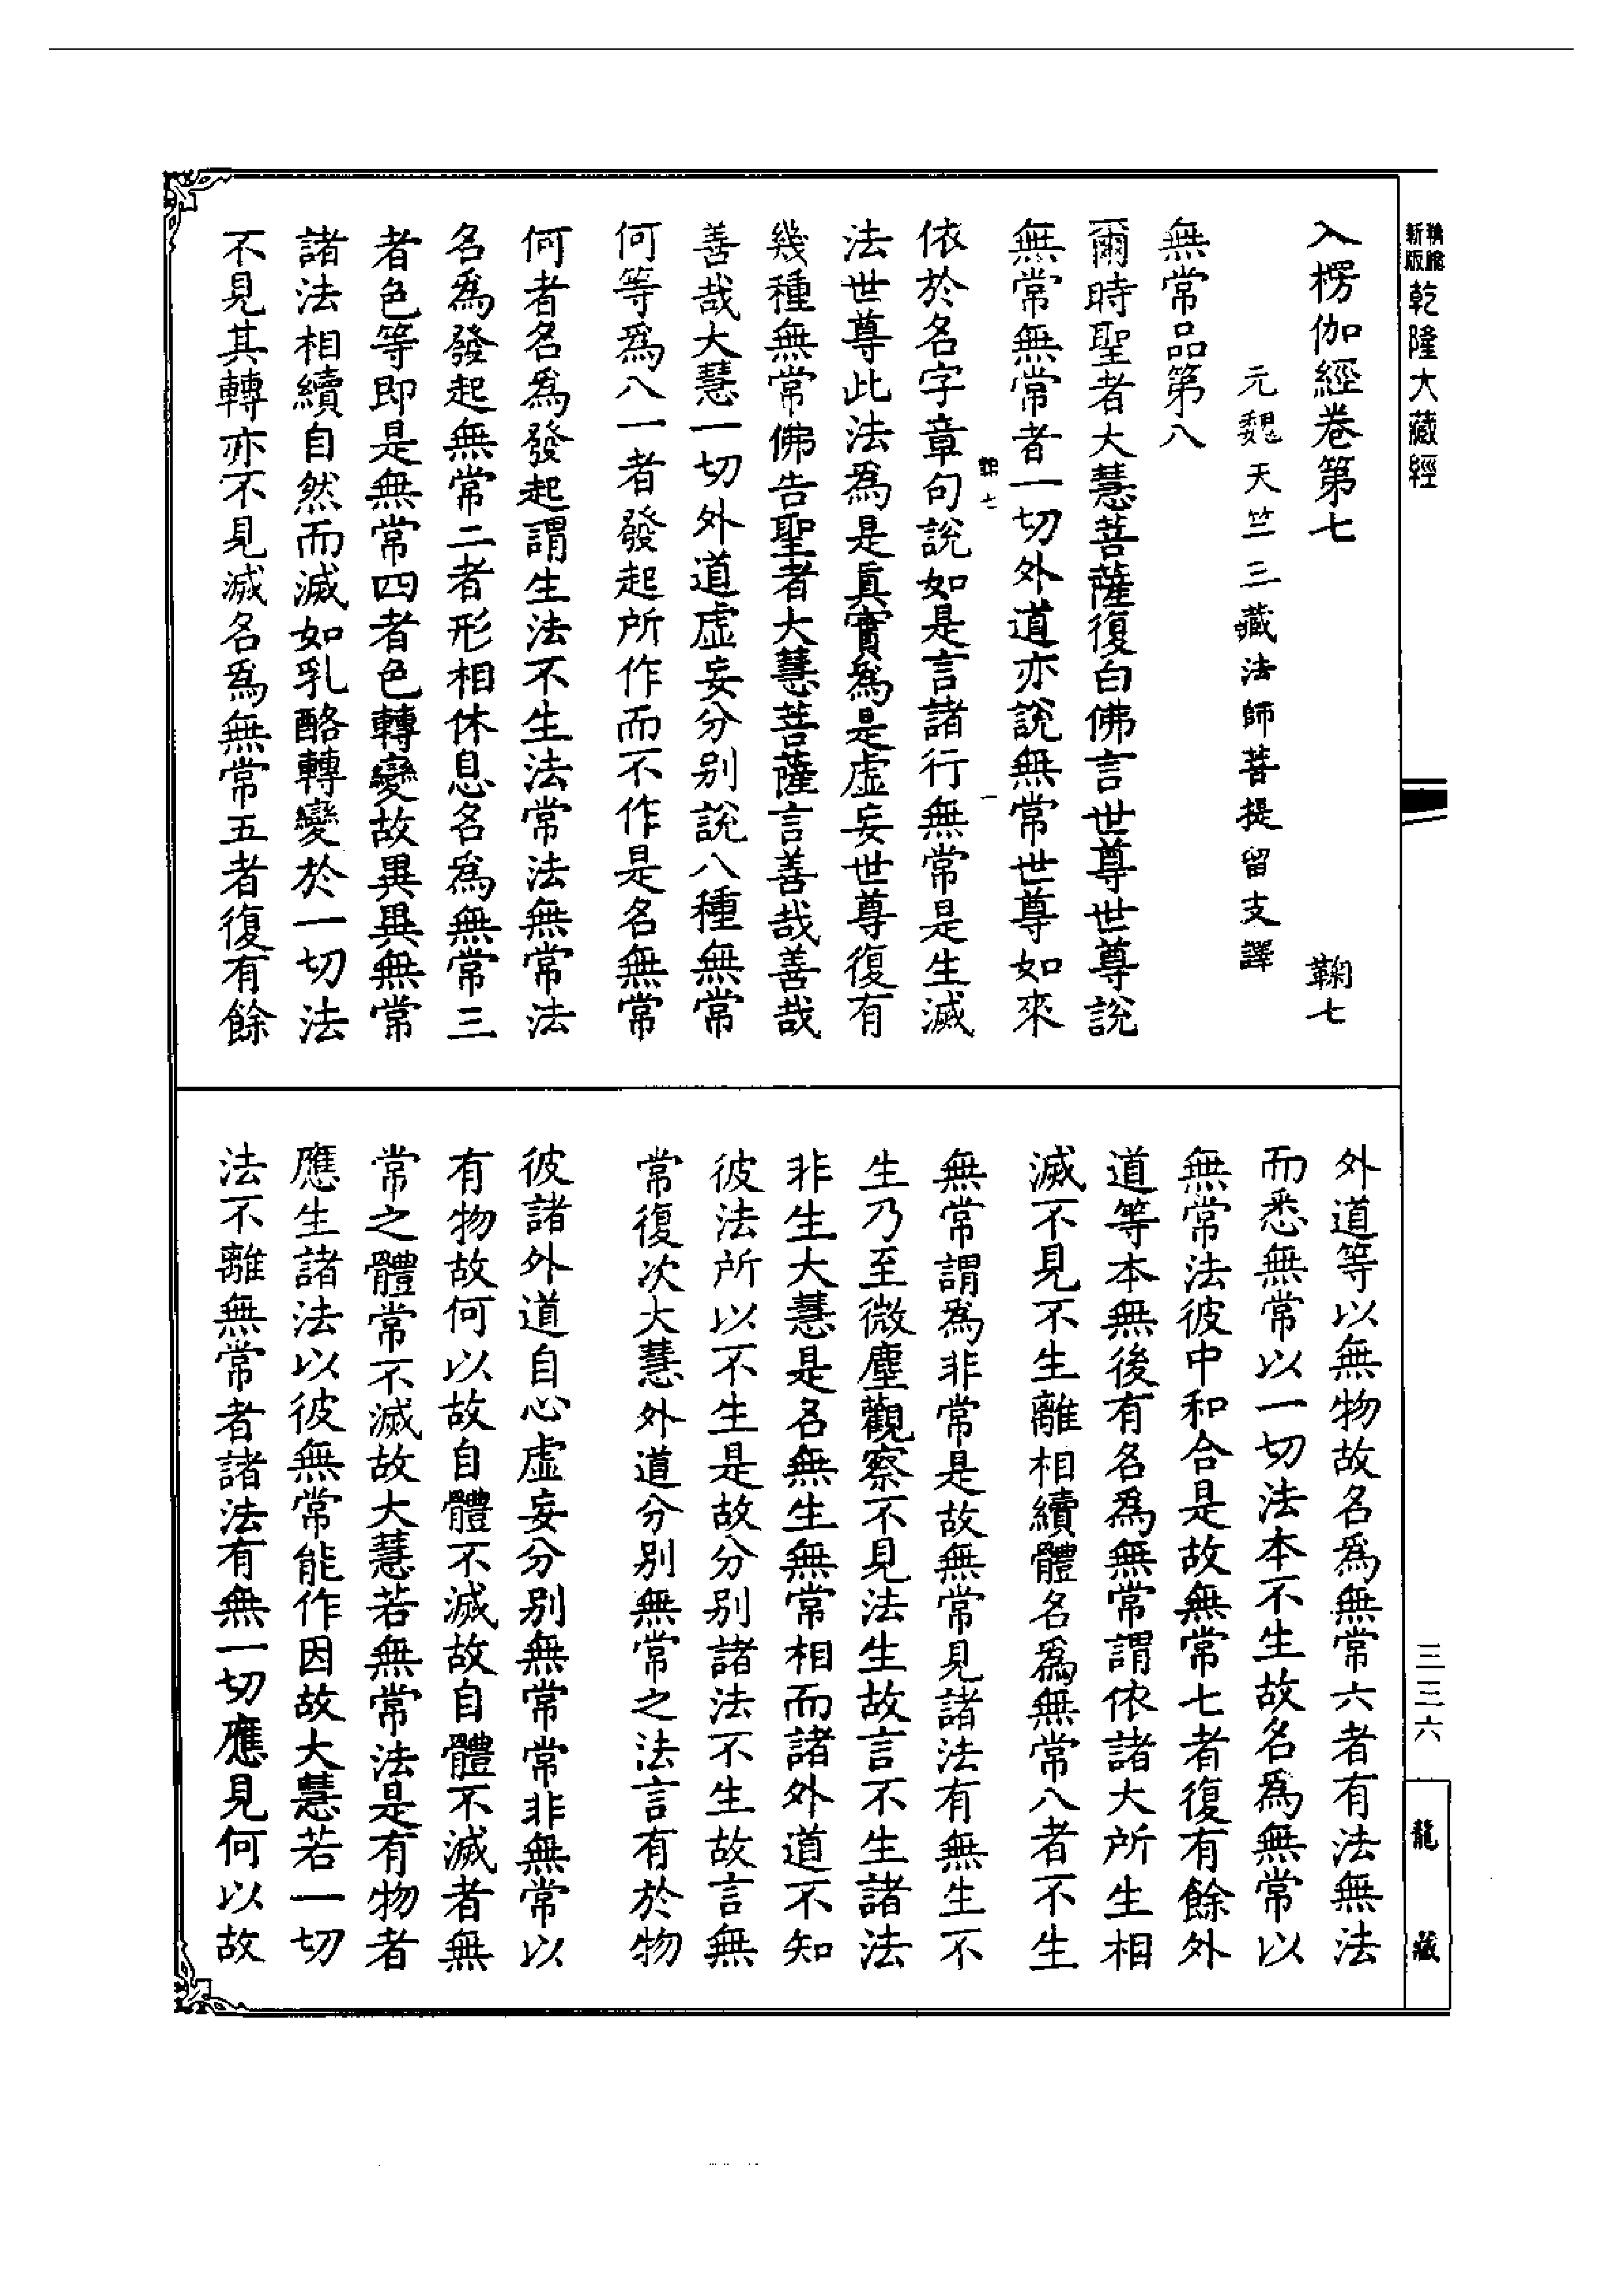 新版
乾隆大藏經
入楞伽經卷第七
鞠七
元魏天竺三藏法師菩提留支譯
無常品第八
爾時聖者大慧菩薩復白佛言世尊世尊說
無常無常者一切外道亦說無常世尊如來
七
一
依於名字章句說如是言諸行無常是生滅
法世尊此法為是真實為是虛妄世尊復有
幾種無常佛告聖者大慧菩薩言善哉善哉
善哉大慧一切外道虛妄分別說八種無常
何等為八一者發起所作而不作是名無常
何者名為發起謂生法不生法常法無常法
名為發起無常二者形相休息名為無常三
者色等即是無常四者色轉變故異異無常
諸法相續自然而滅如乳酪轉變於一切法
不見其轉亦不見滅名為無常五者復有餘
外道等以無物故名為無常六者有法無法
而悉無常以一切法本不生故名為無常以
無常法彼中和合是故無常七者復有餘外
道等本無後有名為無常謂依諸大所生相
滅不見不生離相續體名為無常八者不生
無常謂為非常是故無常見諸法有無生不
生乃至微塵觀察不見法生故言不生諸法
非生大慧是名無生無常相而諸外道不知
彼法所以不生是故分別諸法不生故言無
常復次大慧外道分別無常之法言有於物
彼諸外道自心虛妄分別無常常非無常以
有物故何以故自體不滅故自體不滅者無
常之體常不滅故大慧若無常法是有物者
應生諸法以彼無常能作因故大慧若一切
法不離無常者諸法有無一切應見何以故
三三六
龍藏